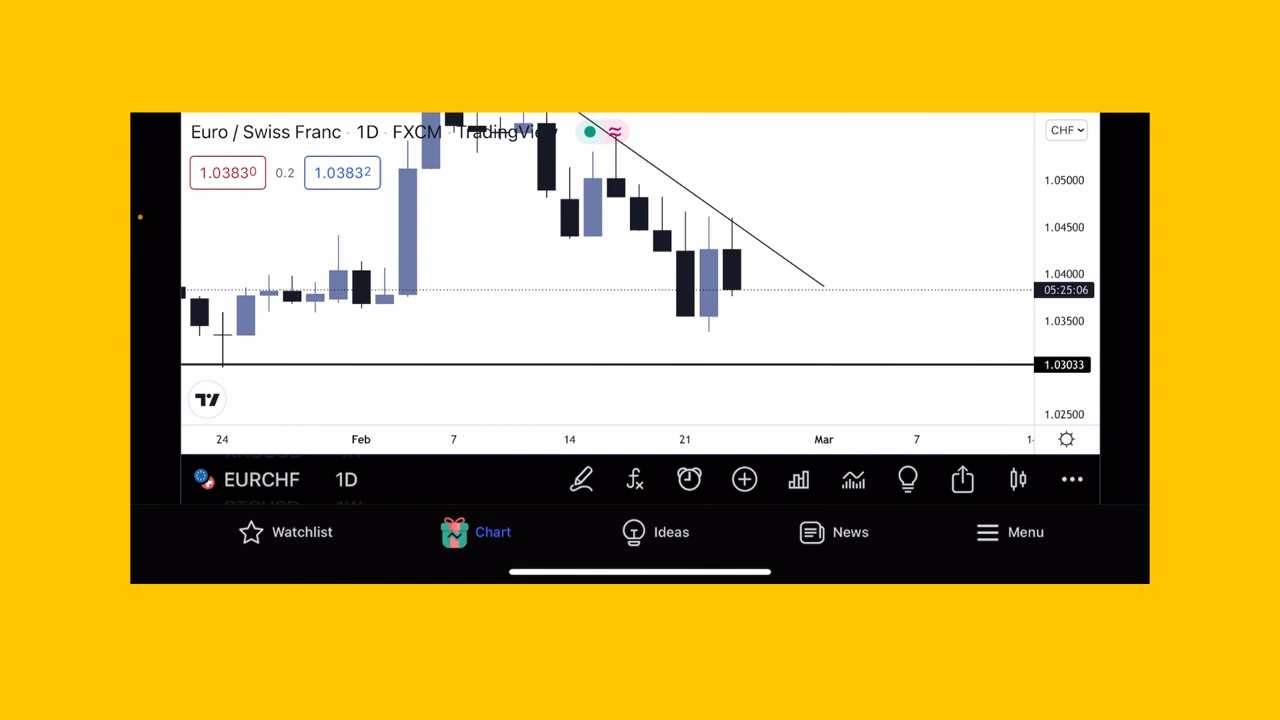 Euro / Swiss Franc · 1D · FXCM · TradingView
CHF
1.03830 0.2 1.03832
1.05000
1.04500
1.04000
05:25:06
1.03500
1.03033
1.02500
24 Feb 7 14 21 Mar 7
EURCHF 1D
Watchlist Chart Ideas News Menu